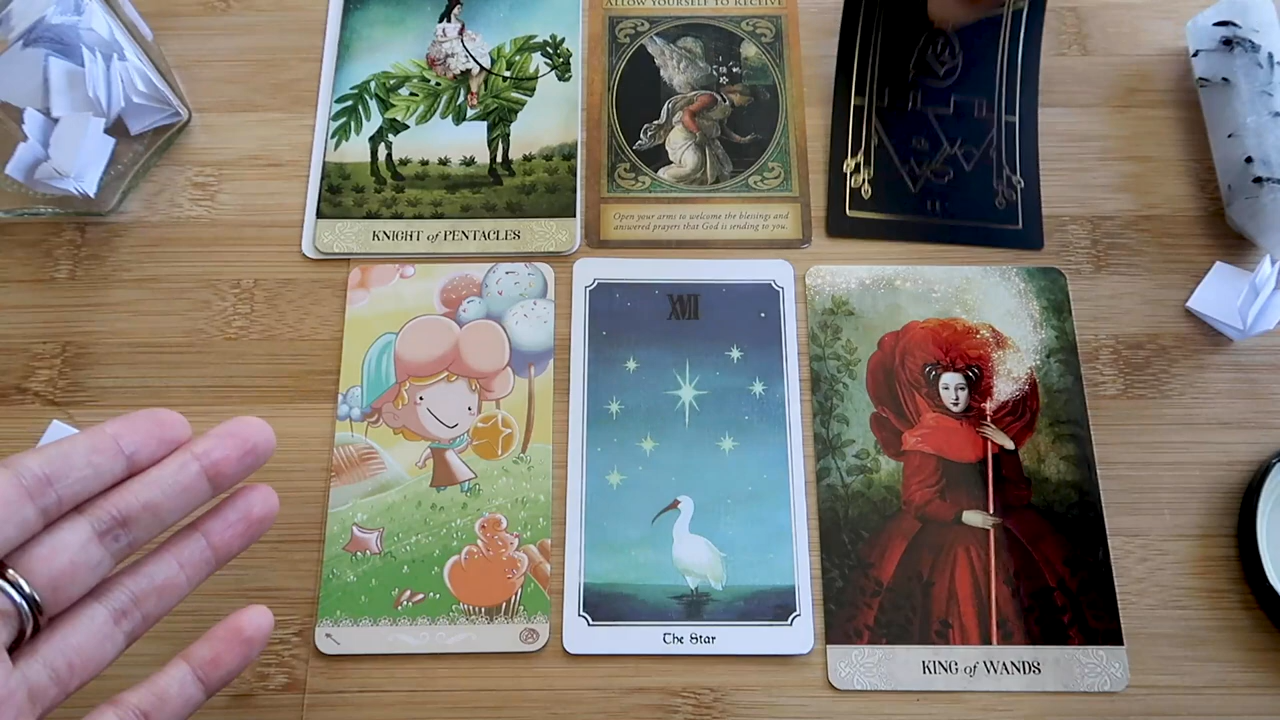 ALLOW YOURSELF TO RECEIVE
KNIGHT of PENTACLES
Open your arms to welcome the blessings and
answered prayers that God is sending to you.
XVII
The Star
KING of WANDS